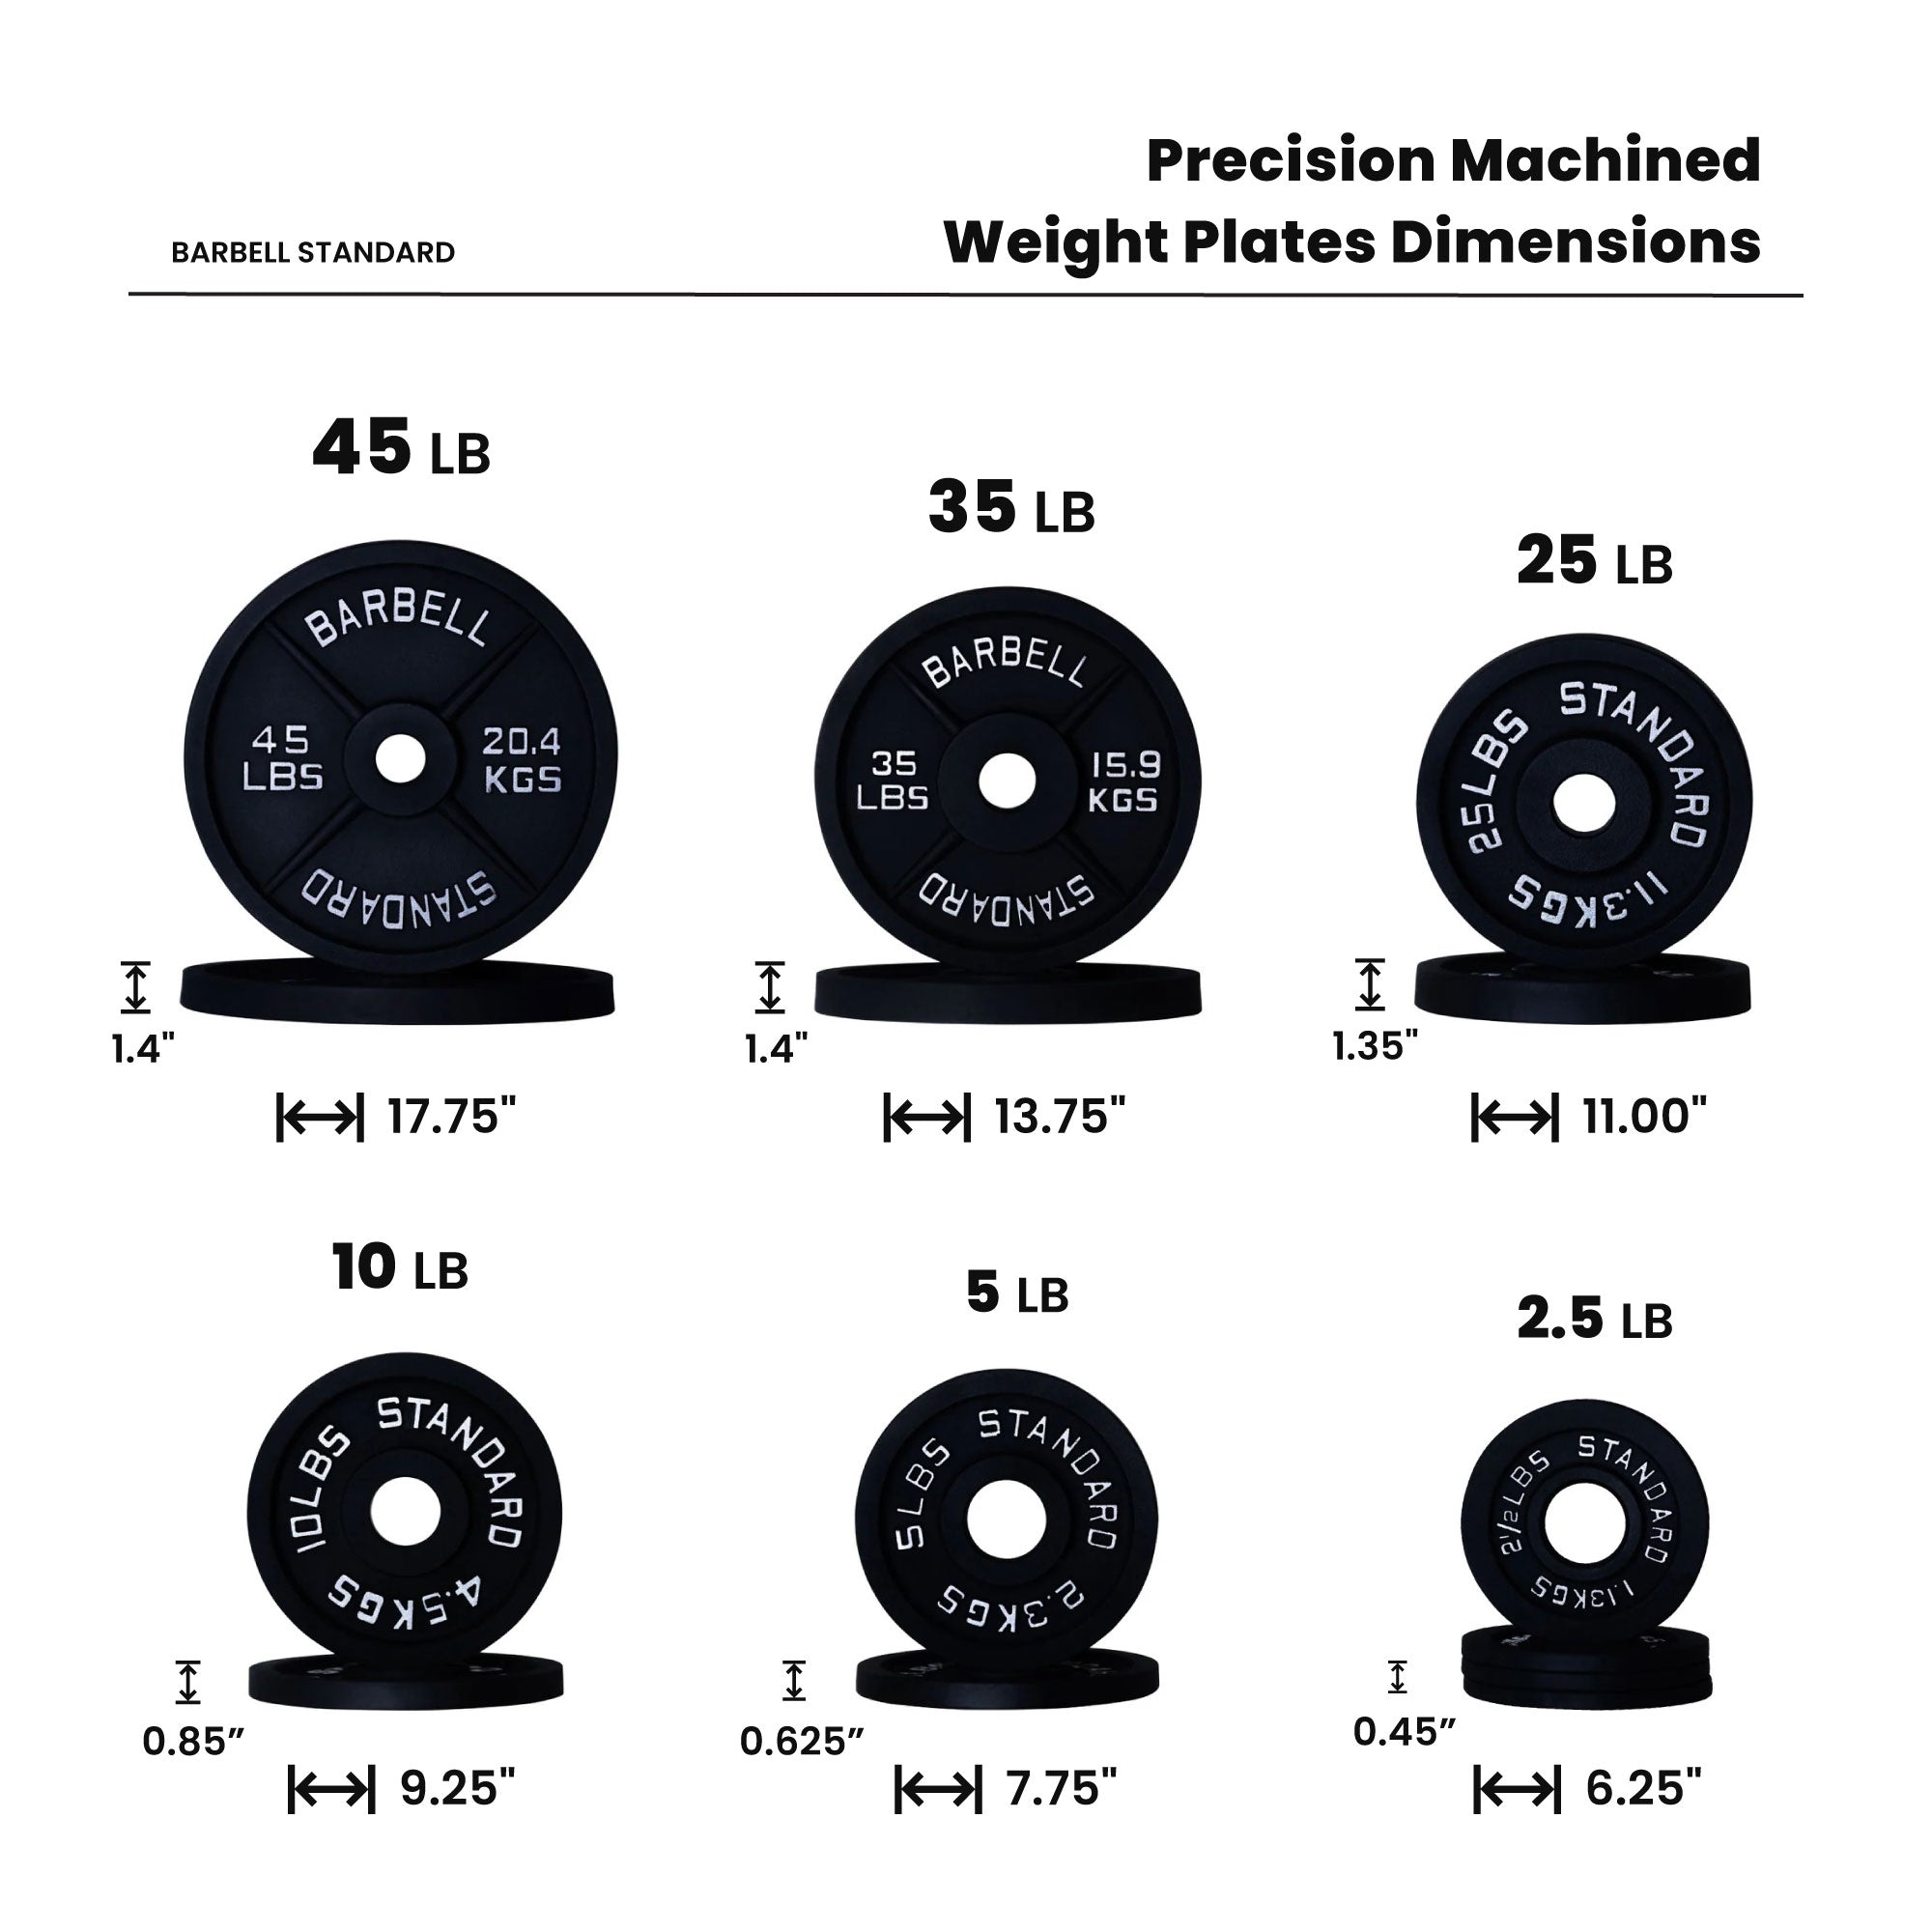 Precision Machined
BARBELL STANDARD
Weight Plates Dimensions
45 LB
35 LB
25 LB
BARBELL
45
LBS
20.4
KGS
STANDARD
BARBELL
35
LBS
15.9
KGS
STANDARD
25LBS STANDARD
11.3KGS
1.4"
1.4"
1.35"
17.75"
13.75"
11.00"
10 LB
5 LB
2.5 LB
10LBS STANDARD
4.5KGS
5LBS STANDARD
2.3KGS
2 1/2LBS STANDARD
1.13KGS
0.85”
0.625”
0.45”
9.25"
7.75"
6.25"